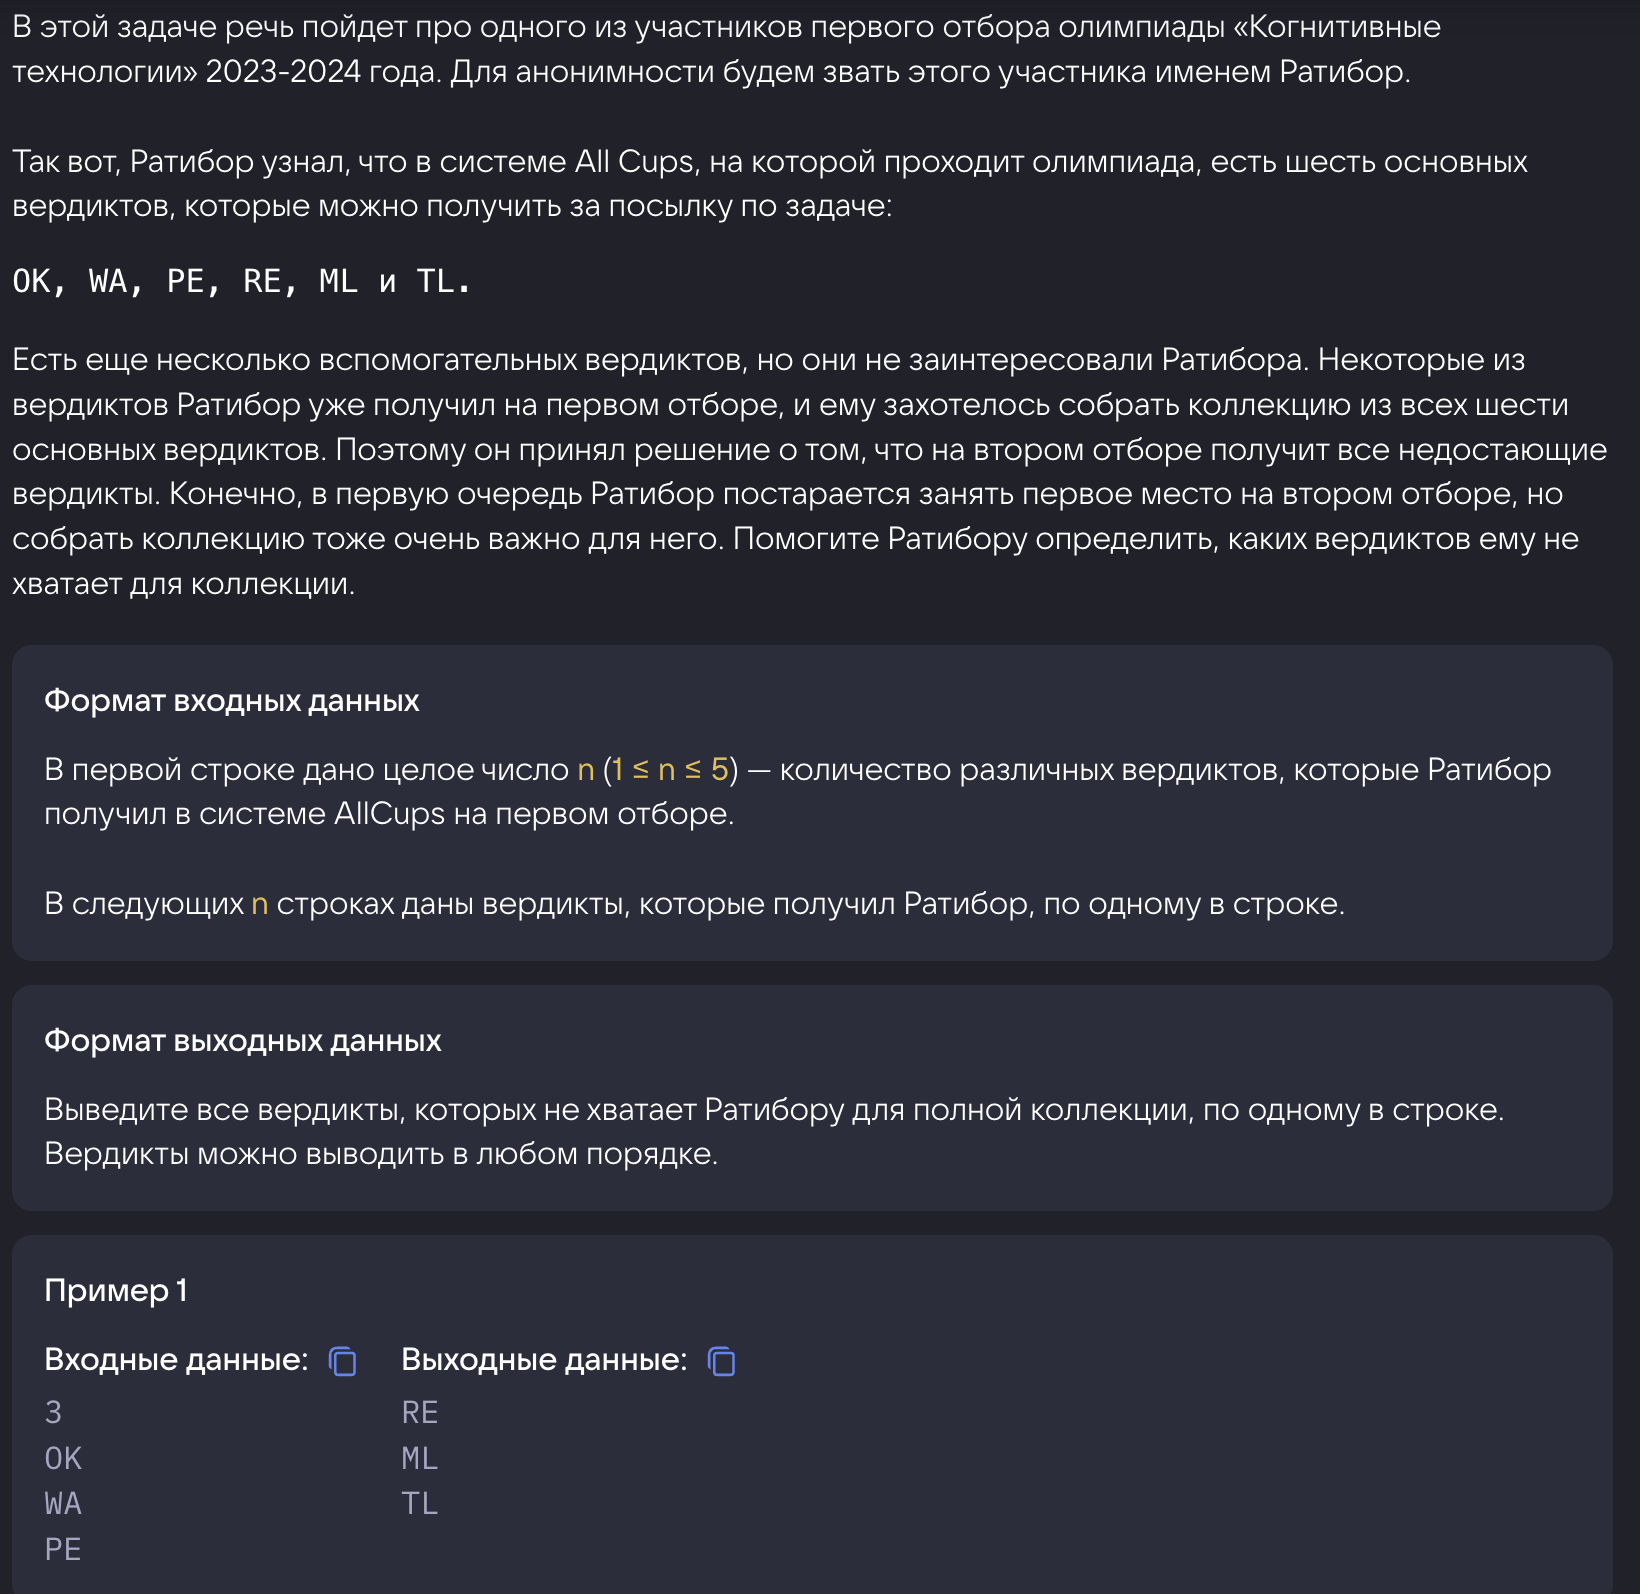 В этой задаче речь пойдет про одного из участников первого отбора олимпиады «Когнитивные
технологии» 2023-2024 года. Для анонимности будем звать этого участника именем Ратибор.
Так вот, Ратибор узнал, что в системе All Cups, на которой проходит олимпиада, есть шесть основных
вердиктов, которые можно получить за посылку по задаче:
OK, WA, PE, RE, ML и TL.
Есть еще несколько вспомогательных вердиктов, но они не заинтересовали Ратибора. Некоторые из
вердиктов Ратибор уже получил на первом отборе, и ему захотелось собрать коллекцию из всех шести
основных вердиктов. Поэтому он принял решение о том, что на втором отборе получит все недостающие
вердикты. Конечно, в первую очередь Ратибор постарается занять первое место на втором отборе, но
собрать коллекцию тоже очень важно для него. Помогите Ратибору определить, каких вердиктов ему не
хватает для коллекции.
Формат входных данных
В первой строке дано целое число n (1 ≤ n ≤ 5) — количество различных вердиктов, которые Ратибор
получил в системе AllCups на первом отборе.
В следующих n строках даны вердикты, которые получил Ратибор, по одному в строке.
Формат выходных данных
Выведите все вердикты, которых не хватает Ратибору для полной коллекции, по одному в строке.
Вердикты можно выводить в любом порядке.
Пример 1
Входные данные: Выходные данные:
3 RE
OK ML
WA TL
PE